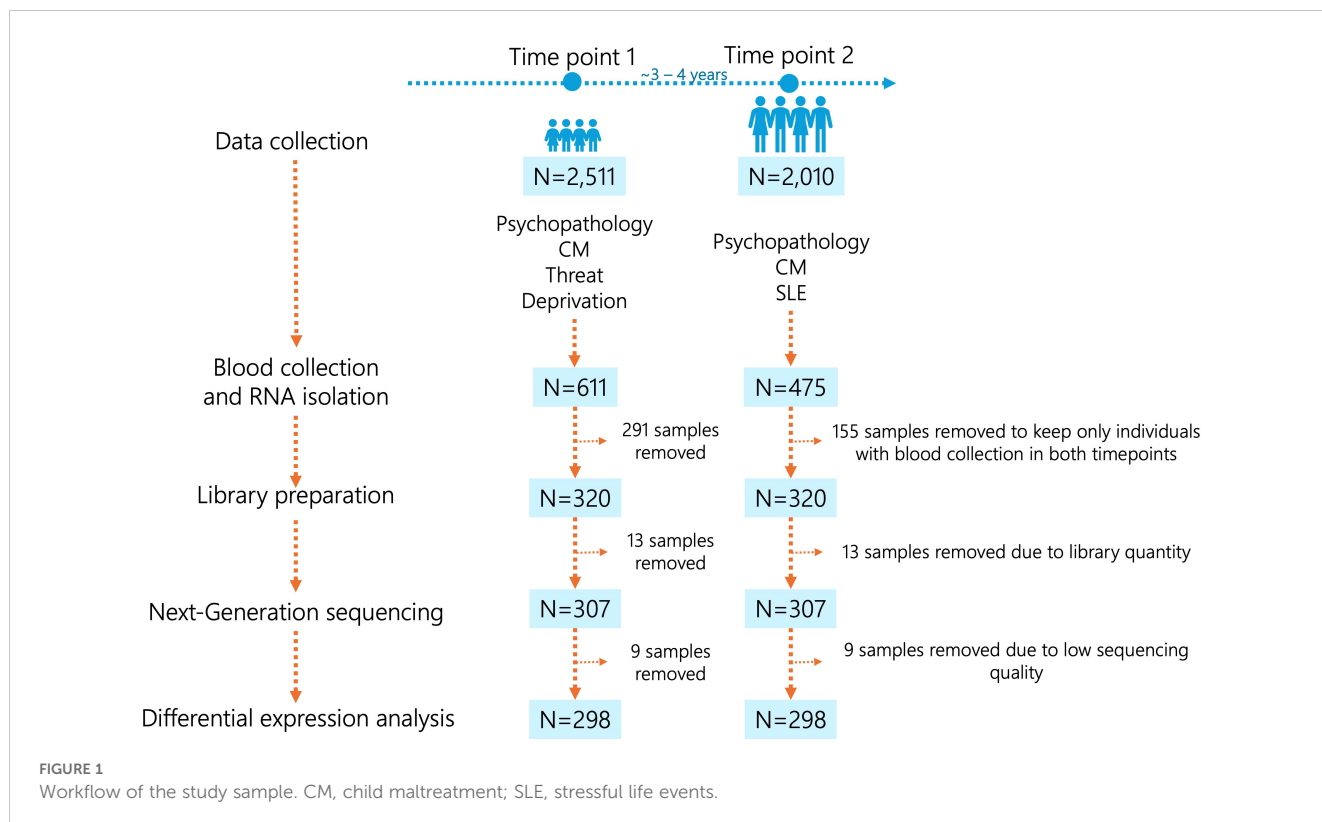 Time point 1
Time point 2
~3 – 4 years
Data collection
N=2,511
N=2,010
Psychopathology
CM
Threat
Deprivation
Psychopathology
CM
SLE
Blood collection
and RNA isolation
N=611
N=475
291 samples
removed
155 samples removed to keep only individuals
with blood collection in both timepoints
Library preparation
N=320
N=320
13 samples
removed
13 samples removed due to library quantity
Next-Generation sequencing
N=307
N=307
9 samples
removed
9 samples removed due to low sequencing
quality
Differential expression analysis
N=298
N=298
FIGURE 1
Workflow of the study sample. CM, child maltreatment; SLE, stressful life events.